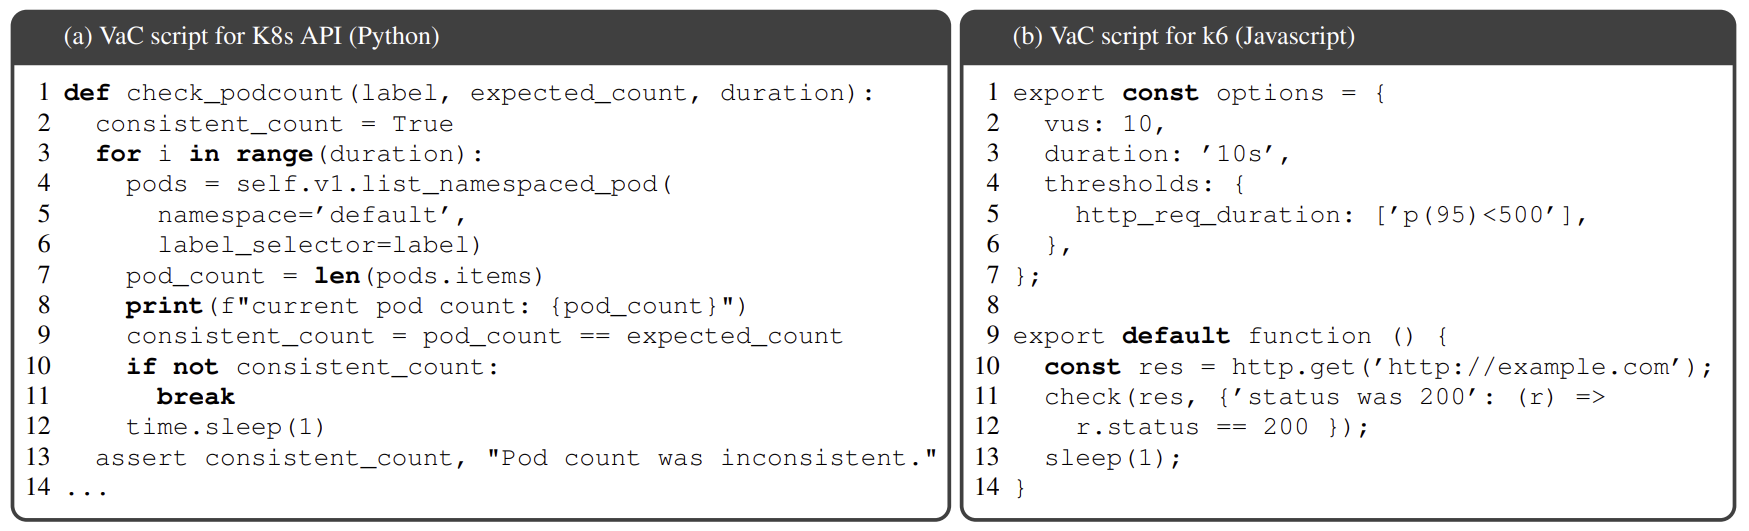 (a) VaC script for K8s API (Python)
1 def check_podcount(label, expected_count, duration):
2   consistent_count = True
3   for i in range(duration):
4     pods = self.v1.list_namespaced_pod(
5       namespace=’default’,
6       label_selector=label)
7     pod_count = len(pods.items)
8     print(f"current pod count: {pod_count}")
9     consistent_count = pod_count == expected_count
10     if not consistent_count:
11       break
12     time.sleep(1)
13   assert consistent_count, "Pod count was inconsistent."
14 ...
(b) VaC script for k6 (Javascript)
1 export const options = {
2   vus: 10,
3   duration: ’10s’,
4   thresholds: {
5     http_req_duration: [’p(95)<500’],
6   },
7 };
8
9 export default function () {
10   const res = http.get(’http://example.com’);
11   check(res, {’status was 200’: (r) =>
12     r.status == 200 });
13   sleep(1);
14 }